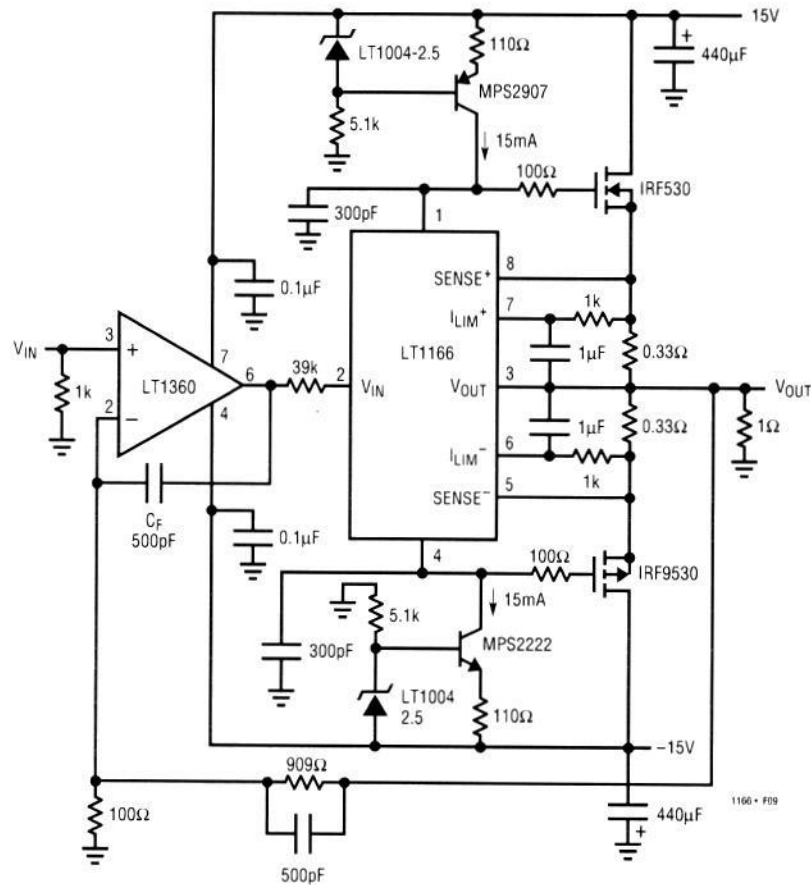 15V
LT1004-2.5
110Ω
+
440µF
MPS2907
5.1k
15mA
100Ω
IRF530
300pF
1
SENSE+
8
0.1µF
ILIM+
7
1k
LT1166
1µF
0.33Ω
VIN
3
+
7
LT1360
6
39k
2
VIN
VOUT
3
VOUT
1k
2
–
4
1µF
0.33Ω
1Ω
ILIM–
6
1k
SENSE–
5
CF
500pF
0.1µF
4
100Ω
IRF9530
15mA
5.1k
300pF
MPS2222
LT1004
2.5
110Ω
–15V
909Ω
100Ω
500pF
440µF
+
1166 • F09